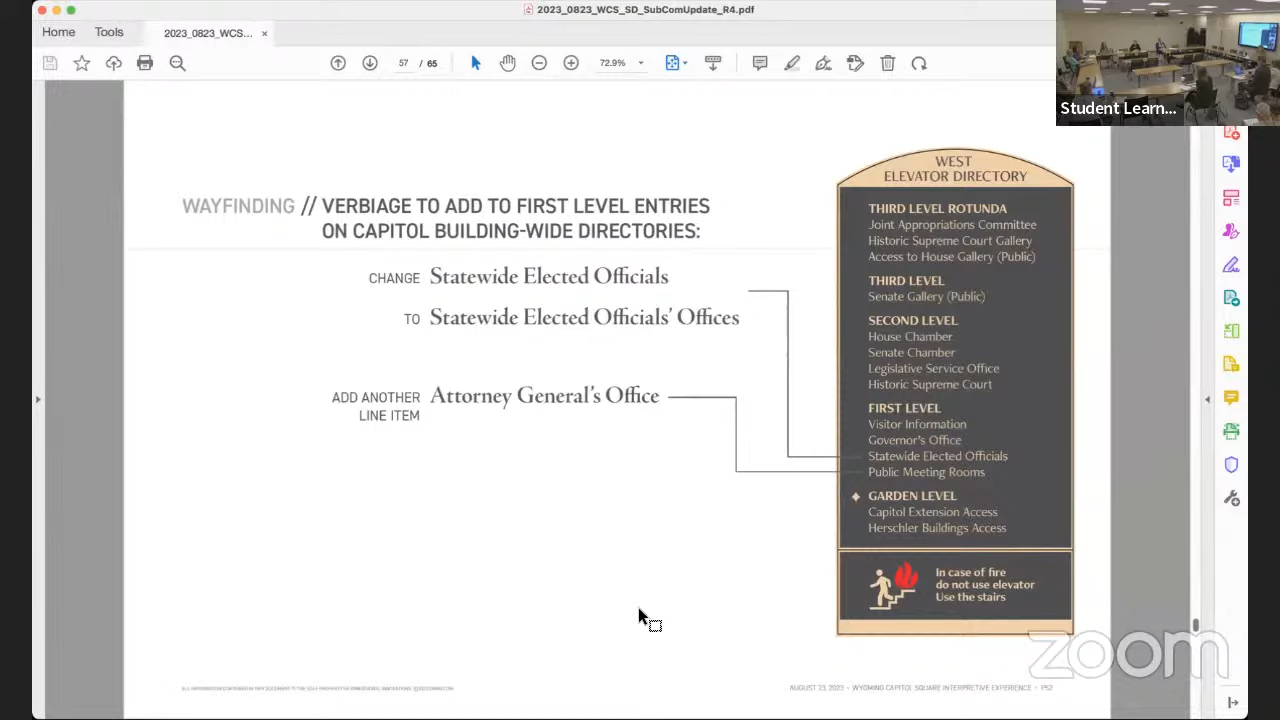 2023_0823_WCS_SD_SubComUpdate_R4.pdf
Home Tools 2023_0823_WCS... ×
57 / 65 72.9%
Student Learn...
WAYFINDING // VERBIAGE TO ADD TO FIRST LEVEL ENTRIES
ON CAPITOL BUILDING-WIDE DIRECTORIES:
CHANGE Statewide Elected Officials
TO Statewide Elected Officials' Offices
ADD ANOTHER LINE ITEM Attorney General's Office
WEST
ELEVATOR DIRECTORY
THIRD LEVEL ROTUNDA
Joint Appropriations Committee
Historic Supreme Court Gallery
Access to House Gallery (Public)
THIRD LEVEL
Senate Gallery (Public)
SECOND LEVEL
House Chamber
Senate Chamber
Legislative Service Office
Historic Supreme Court
FIRST LEVEL
Visitor Information
Governor's Office
Statewide Elected Officials
Public Meeting Rooms
GARDEN LEVEL
Capitol Extension Access
Herschler Buildings Access
In case of fire
do not use elevator
Use the stairs
zoom
AUGUST 23, 2023 • WYOMING CAPITOL SQUARE INTERPRETIVE EXPERIENCE • P52